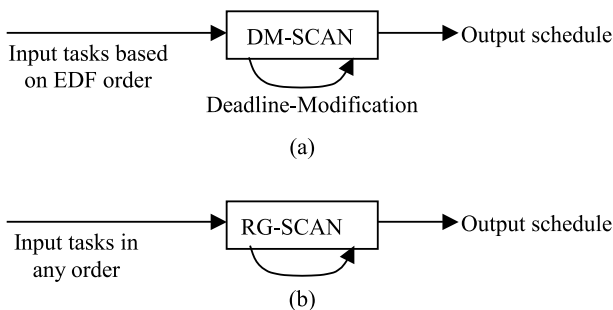 DM-SCAN
Output schedule
Input tasks based
on EDF order
Deadline-Modification
(a)
RG-SCAN
Output schedule
Input tasks in
any order
(b)